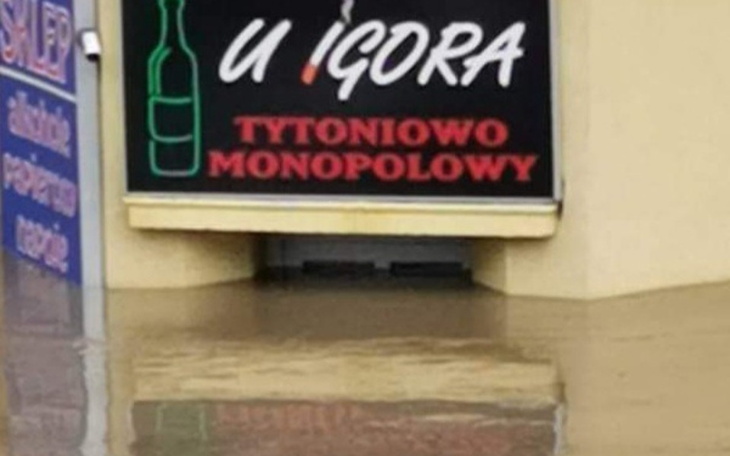 SKLEP
alkohole
papierosy
napoje
U IGORA
TYTONIOWO
MONOPOLOWY